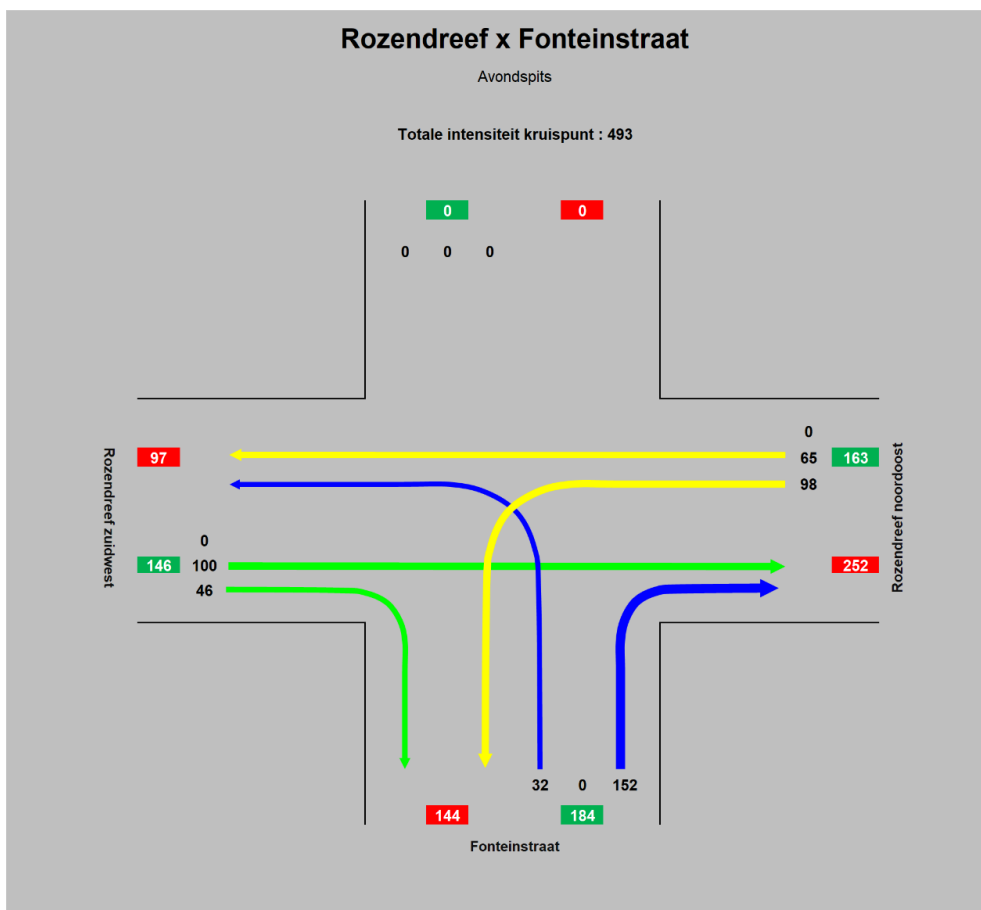 Rozendreef x Fonteinstraat
Avondspits
Totale intensiteit kruispunt : 493
0 0
0 0 0
0
97 65 163
98
Rozendreef zuidwest
Rozendreef noordoost
0
146 100 252
46
32 0 152
144 184
Fonteinstraat